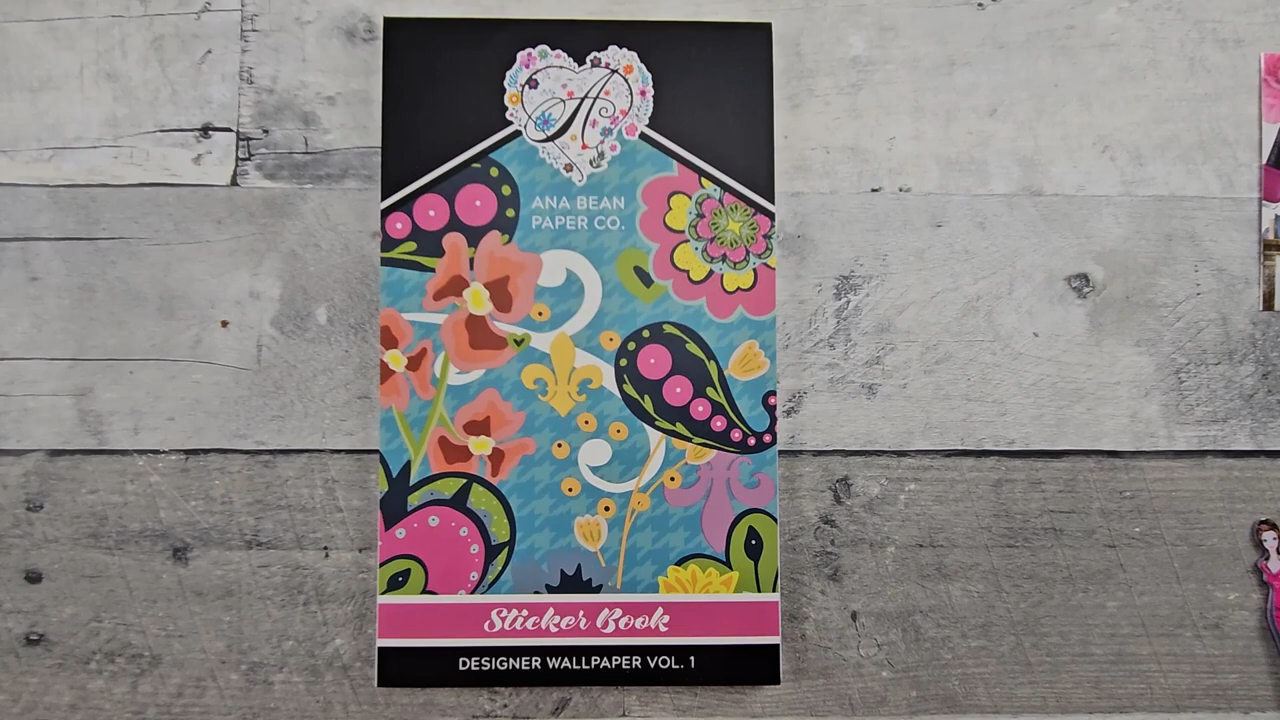 A
ANA BEAN
PAPER CO.
Sticker Book
DESIGNER WALLPAPER VOL. 1